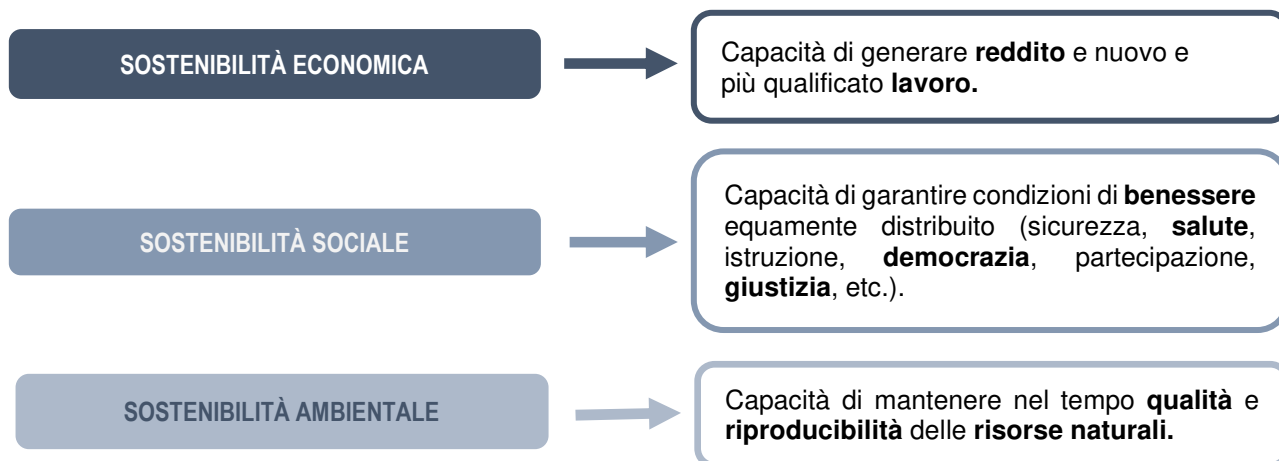 SOSTENIBILITÀ ECONOMICA
Capacità di generare reddito e nuovo e
più qualificato lavoro.
SOSTENIBILITÀ SOCIALE
Capacità di garantire condizioni di benessere
equamente distribuito (sicurezza, salute,
istruzione, democrazia, partecipazione,
giustizia, etc.).
SOSTENIBILITÀ AMBIENTALE
Capacità di mantenere nel tempo qualità e
riproducibilità delle risorse naturali.